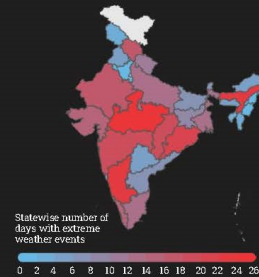 Statewise number of
days with extreme
weather events
0 2 4 6 8 10 12 14 16 18 20 22 24 26